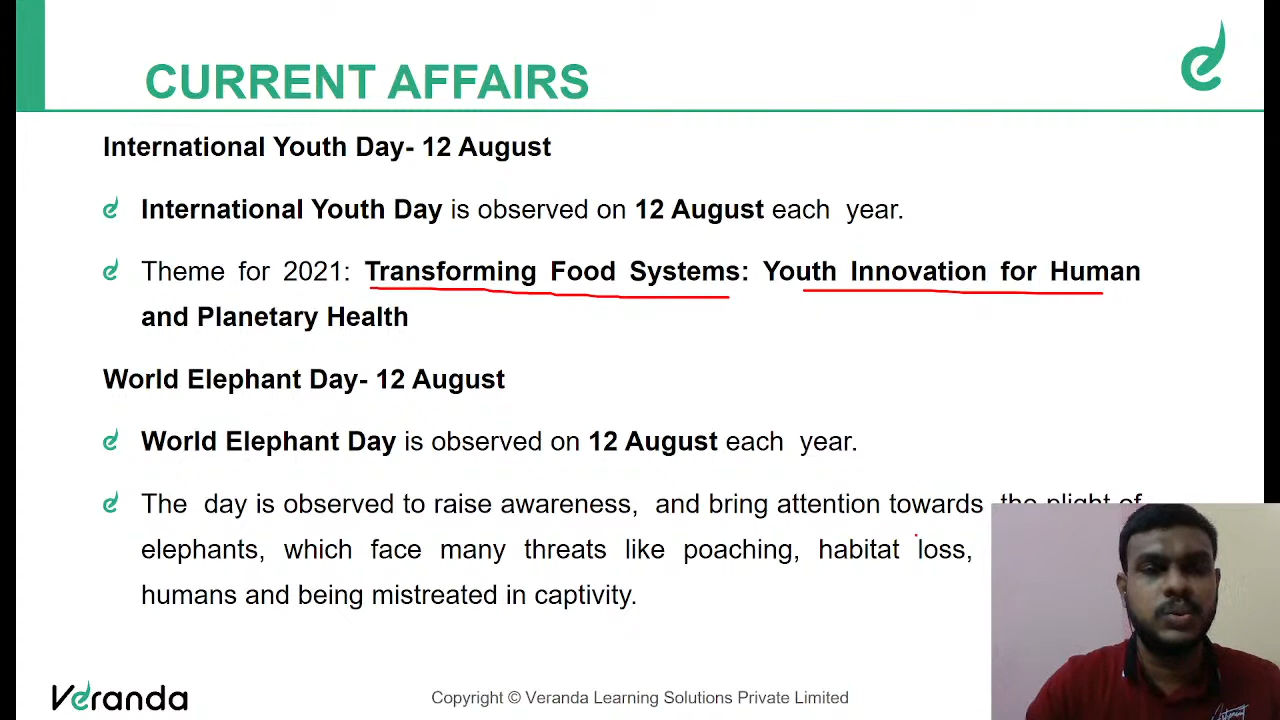 CURRENT AFFAIRS
International Youth Day- 12 August
International Youth Day is observed on 12 August each year.
Theme for 2021: Transforming Food Systems: Youth Innovation for Human
and Planetary Health
World Elephant Day- 12 August
World Elephant Day is observed on 12 August each year.
The day is observed to raise awareness, and bring attention towards the plight of
elephants, which face many threats like poaching, habitat loss,
humans and being mistreated in captivity.
Veranda
Copyright © Veranda Learning Solutions Private Limited